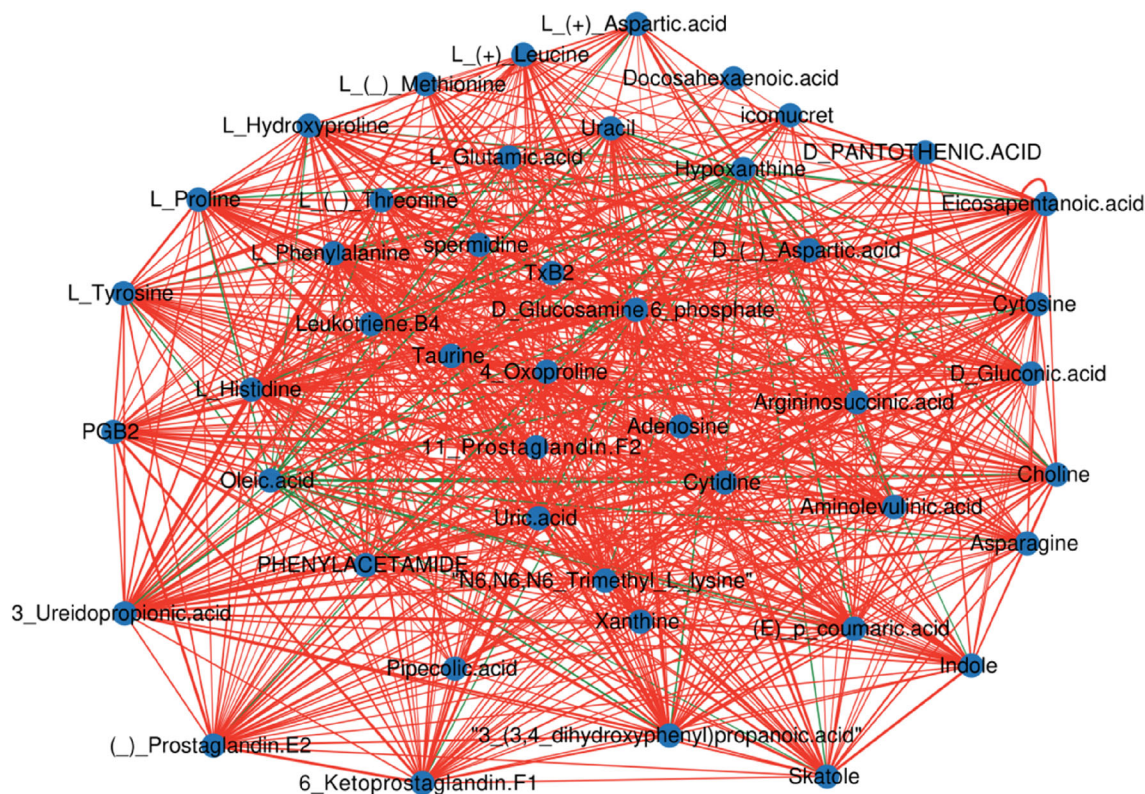 L_(+)_Aspartic.acid
L_(+)_Leucine
Docosahexaenoic.acid
L_(_)_Methionine
icomucret
L_Hydroxyproline
Uracil
D_PANTOTHENIC.ACID
L_Glutamic.acid
Hypoxanthine
L_Proline
L_(_)_Threonine
Eicosapentanoic.acid
spermidine
L_Phenylalanine
D_(_)_Aspartic.acid
TxB2
L_Tyrosine
Cytosine
D_Glucosamine.6_phosphate
Leukotriene.B4
Taurine
4_Oxoproline
D_Gluconic.acid
L_Histidine
Argininosuccinic.acid
PGB2
Adenosine
11_Prostaglandin.F2
Choline
Oleic.acid
Cytidine
Aminolevulinic.acid
Uric.acid
Asparagine
PHENYLACETAMIDE
"N6,N6,N6_Trimethyl_L_lysine"
3_Ureidopropionic.acid
Xanthine
(E)_p_coumaric.acid
Indole
Pipecolic.acid
"3_(3,4_dihydroxyphenyl)propanoic.acid"
(_)_Prostaglandin.E2
6_Ketoprostaglandin.F1
Skatole